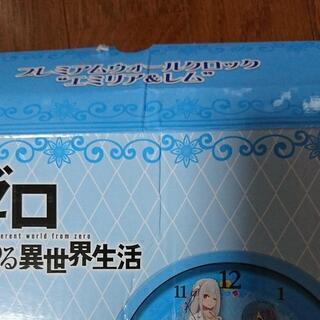 プレミアムウォールクロック
"エミリア&レム"
ゼロ
erent world from zero
る異世界生活
11 12 1